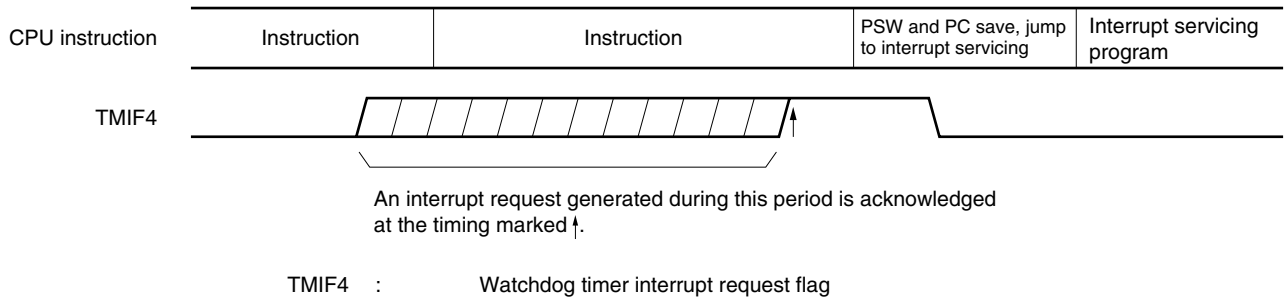 CPU instruction Instruction Instruction PSW and PC save, jump to interrupt servicing Interrupt servicing program
TMIF4
An interrupt request generated during this period is acknowledged
at the timing marked ↑.
TMIF4 : Watchdog timer interrupt request flag